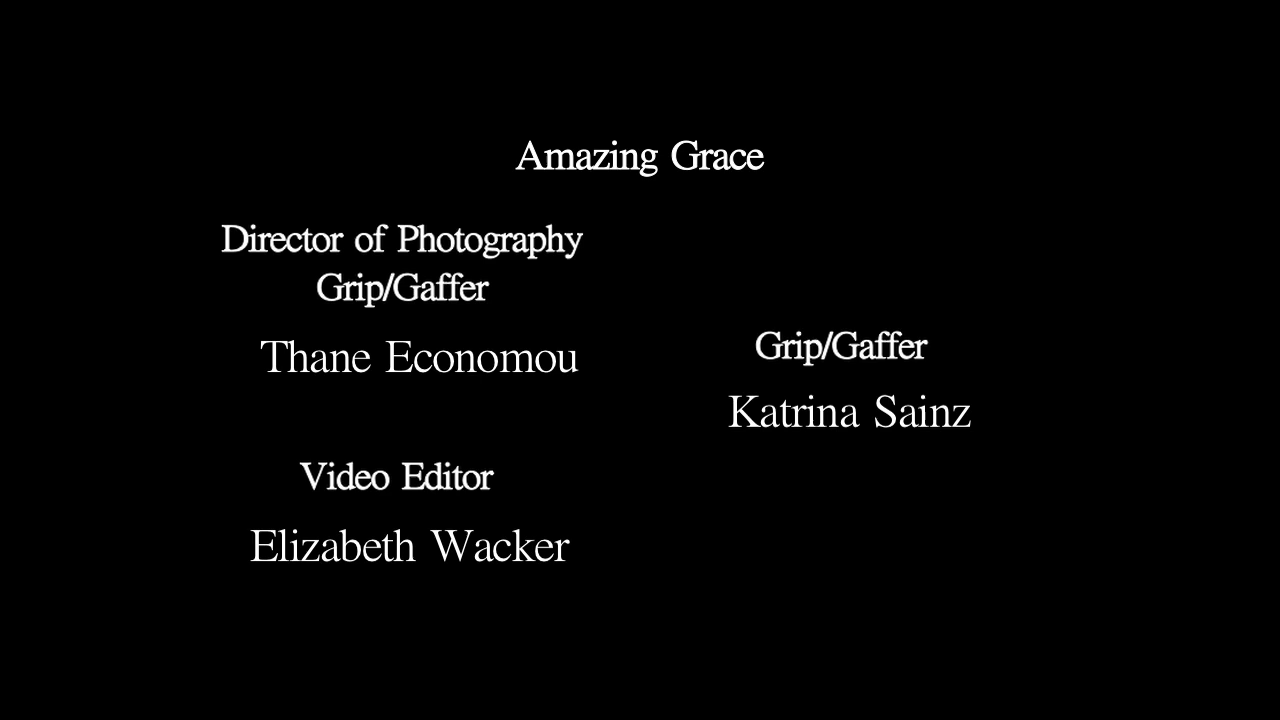 Amazing Grace
Director of Photography
Grip/Gaffer
Thane Economou
Grip/Gaffer
Katrina Sainz
Video Editor
Elizabeth Wacker